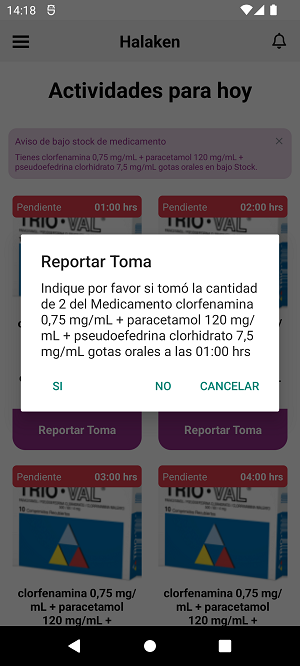 14:18
Halaken
Actividades para hoy
Aviso de bajo stock de medicamento
Tienes clorfenamina 0,75 mg/mL + paracetamol 120 mg/mL +
pseudoefedrina clorhidrato 7,5 mg/mL gotas orales en bajo Stock.
Pendiente 01:00 hrs
Pendiente 02:00 hrs
TRIO·VAL
TRIO·VAL
Reportar Toma
Indique por favor si tomó la cantidad
de 2 del Medicamento clorfenamina
0,75 mg/mL + paracetamol 120 mg/
mL + pseudoefedrina clorhidrato 7,5
mg/mL gotas orales a las 01:00 hrs
SI NO CANCELAR
Reportar Toma
Reportar Toma
Pendiente 03:00 hrs
Pendiente 04:00 hrs
TRIO·VAL
TRIO·VAL
clorfenamina 0,75 mg/
mL + paracetamol
120 mg/mL +
clorfenamina 0,75 mg/
mL + paracetamol
120 mg/mL +